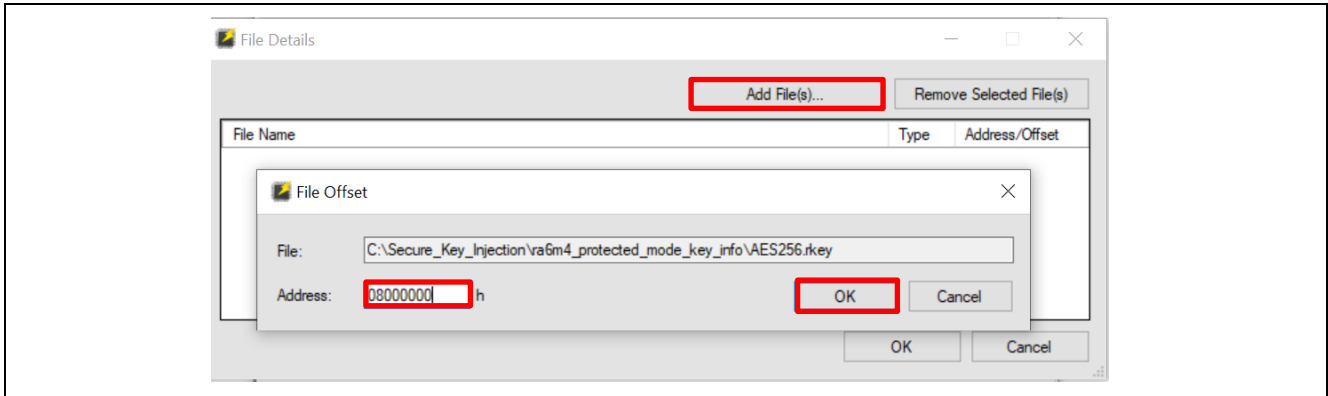 File Details
Add File(s)...
Remove Selected File(s)
File Name
Type
Address/Offset
File Offset
File:
C:\Secure_Key_Injection\ra6m4_protected_mode_key_info\AES256.rkey
Address:
08000000
h
OK
Cancel
OK
Cancel